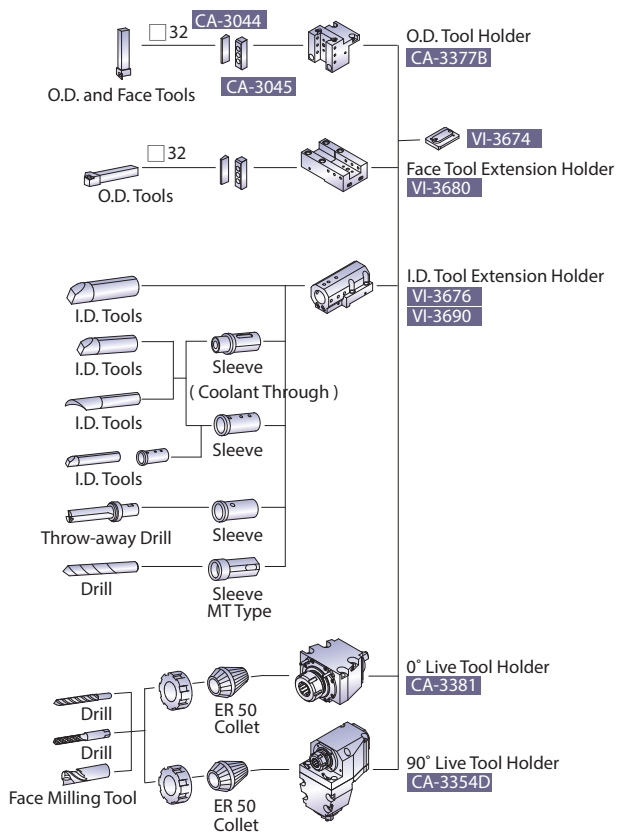 □32
CA-3044
CA-3045
O.D. and Face Tools
O.D. Tool Holder
CA-3377B
VI-3674
□32
O.D. Tools
Face Tool Extension Holder
VI-3680
I.D. Tools
I.D. Tool Extension Holder
VI-3676
VI-3690
I.D. Tools
Sleeve
( Coolant Through )
I.D. Tools
Sleeve
I.D. Tools
Throw-away Drill
Sleeve
Drill
Sleeve
MT Type
0° Live Tool Holder
CA-3381
Drill
ER 50
Collet
Drill
90° Live Tool Holder
CA-3354D
Face Milling Tool
ER 50
Collet